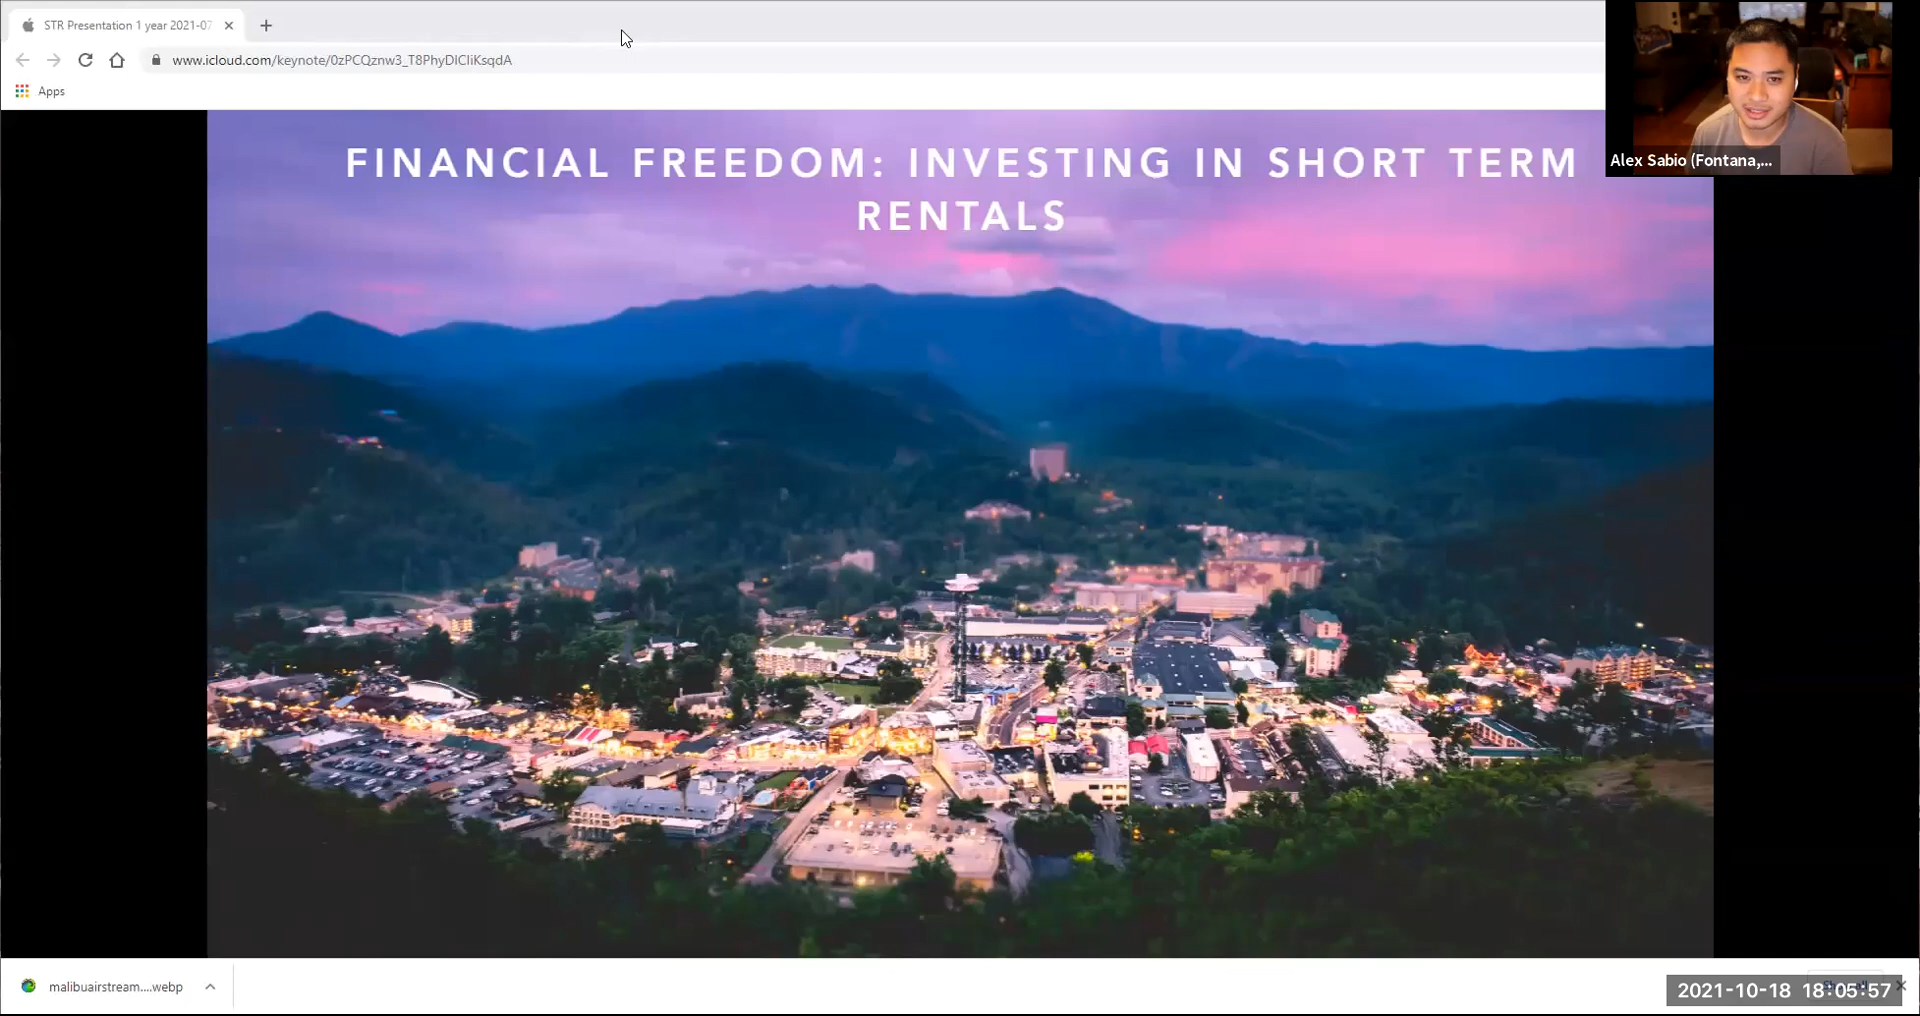 STR Presentation 1 year 2021-07
www.icloud.com/keynote/0zPCQznw3_T8PhyDlCIiKsqdA
Apps
Alex Sabio (Fontana,...
FINANCIAL FREEDOM: INVESTING IN SHORT TERM
RENTALS
malibuairstream....webp
2021-10-18 18:05:57